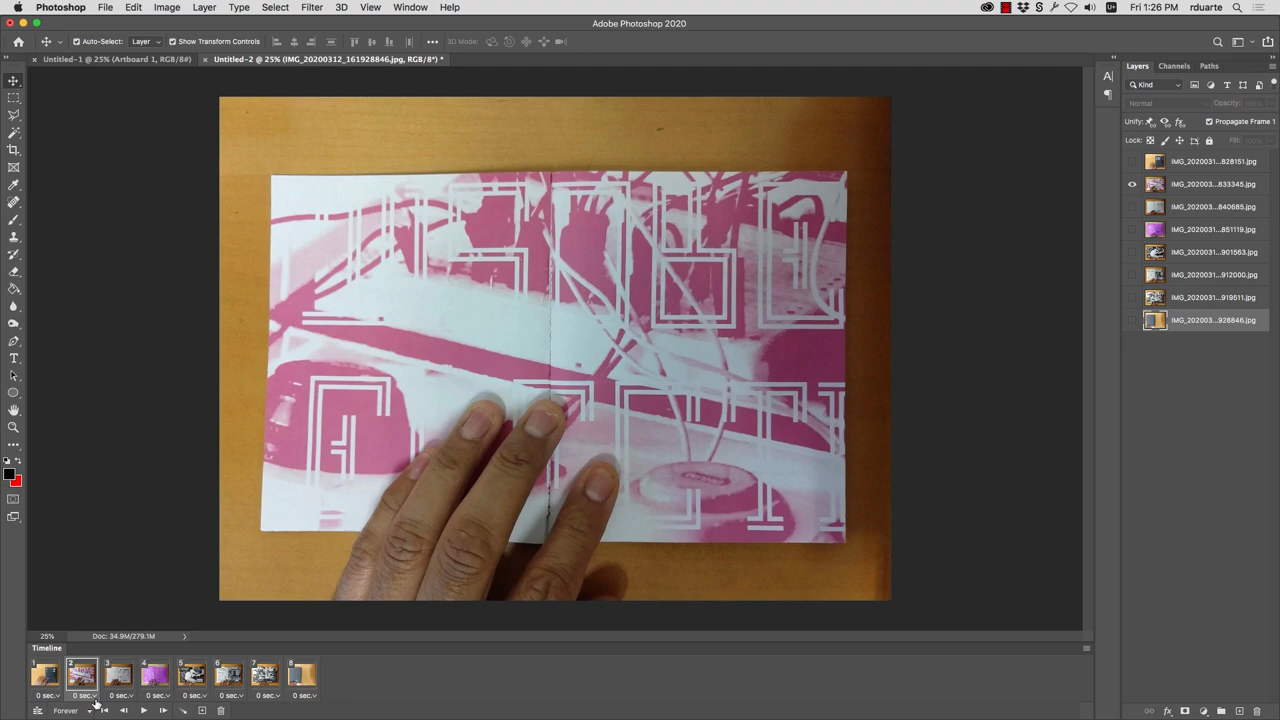 Photoshop File Edit Image Layer Type Select Filter 3D View Window Help Fri 1:26 PM rduarte
Adobe Photoshop 2020
Auto-Select: Layer Show Transform Controls 3D Mode:
Untitled-1 @ 25% (Artboard 1, RGB/8#) Untitled-2 @ 25% (IMG_20200312_161928846.jpg, RGB/8*) *
Layers Channels Paths
Kind
Normal Opacity: 100%
Unify: Propagate Frame 1
Lock: Fill: 100%
IMG_2020031...828151.jpg
IMG_202003...833345.jpg
IMG_202003...840685.jpg
IMG_2020031...851119.jpg
IMG_2020031...901563.jpg
IMG_2020031...912000.jpg
IMG_2020031...919511.jpg
IMG_202003...928846.jpg
25% Doc: 34.9M/279.1M
Timeline
1 2 3 4 5 6 7 8
0 sec. 0 sec. 0 sec. 0 sec. 0 sec. 0 sec. 0 sec. 0 sec.
Forever